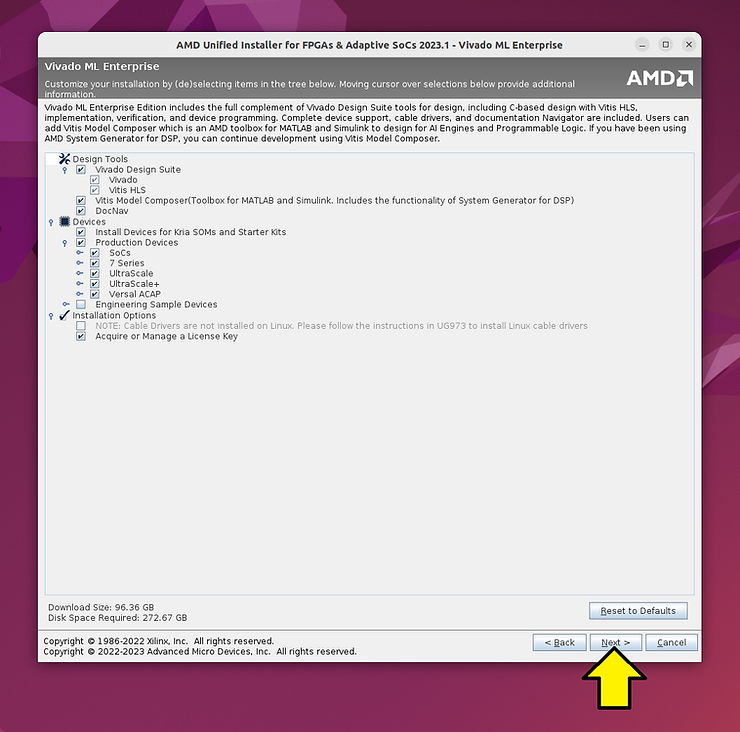 AMD Unified Installer for FPGAs & Adaptive SoCs 2023.1 - Vivado ML Enterprise
Vivado ML Enterprise
Customize your installation by (de)selecting items in the tree below. Moving cursor over selections below provide additional
information.
AMD
Vivado ML Enterprise Edition includes the full complement of Vivado Design Suite tools for design, including C-based design with Vitis HLS,
implementation, verification, and device programming. Complete device support, cable drivers, and documentation Navigator are included. Users can
add Vitis Model Composer which is an AMD toolbox for MATLAB and Simulink to design for AI Engines and Programmable Logic. If you have been using
AMD System Generator for DSP, you can continue development using Vitis Model Composer.
Design Tools
Vivado Design Suite
Vivado
Vitis HLS
Vitis Model Composer(Toolbox for MATLAB and Simulink. Includes the functionality of System Generator for DSP)
DocNav
Devices
Install Devices for Kria SOMs and Starter Kits
Production Devices
SoCs
7 Series
UltraScale
UltraScale+
Versal ACAP
Engineering Sample Devices
Installation Options
NOTE: Cable Drivers are not installed on Linux. Please follow the instructions in UG973 to install Linux cable drivers
Acquire or Manage a License Key
Download Size: 96.36 GB
Disk Space Required: 272.67 GB
Reset to Defaults
Copyright © 1986-2022 Xilinx, Inc. All rights reserved.
Copyright © 2022-2023 Advanced Micro Devices, Inc. All rights reserved.
< Back
Next >
Cancel